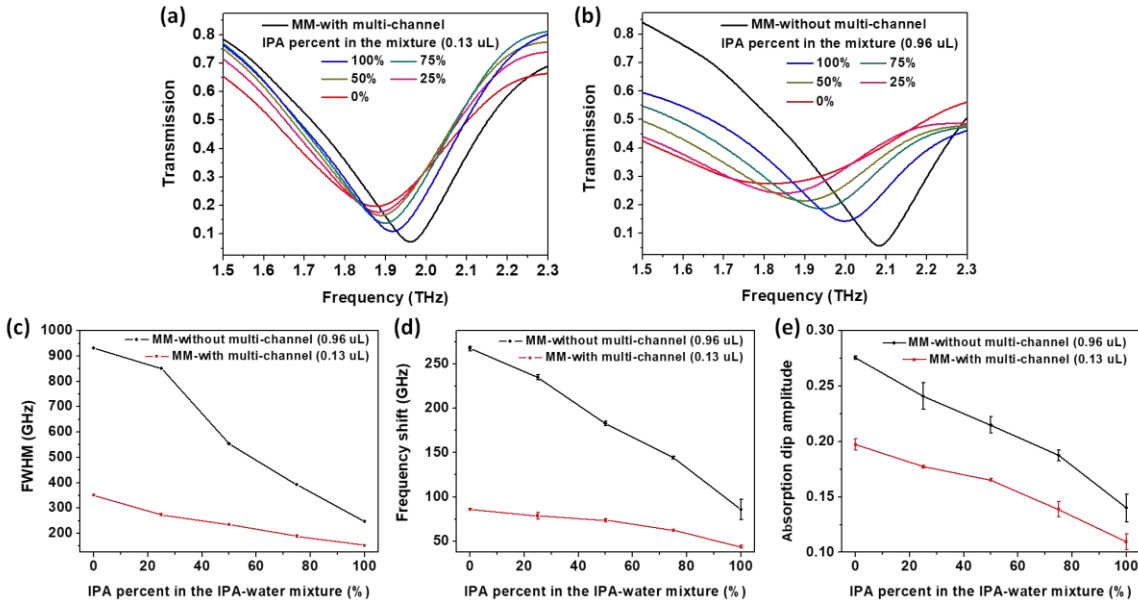 (a)
MM-with multi-channel
IPA percent in the mixture (0.13 uL)
100% 75%
50% 25%
0%
0.8
0.7
0.6
0.5
0.4
0.3
0.2
0.1
Transmission
1.5 1.6 1.7 1.8 1.9 2.0 2.1 2.2 2.3
Frequency (THz)
(b)
MM-without multi-channel
IPA percent in the mixture (0.96 uL)
100% 75%
50% 25%
0%
0.8
0.7
0.6
0.5
0.4
0.3
0.2
0.1
Transmission
1.5 1.6 1.7 1.8 1.9 2.0 2.1 2.2 2.3
Frequency (THz)
(c)
MM-without multi-channel (0.96 uL)
MM-with multi-channel (0.13 uL)
1000
900
800
700
600
500
400
300
200
FWHM (GHz)
0 20 40 60 80 100
IPA percent in the IPA-water mixture (%)
(d)
MM-without multi-channel (0.96 uL)
MM-with multi-channel (0.13 uL)
250
200
150
100
50
Frequency shift (GHz)
0 20 40 60 80 100
IPA percent in the IPA-water mixture (%)
(e)
MM-without multi-channel (0.96 uL)
MM-with multi-channel (0.13 uL)
0.30
0.25
0.20
0.15
0.10
Absorption dip amplitude
0 20 40 60 80 100
IPA percent in the IPA-water mixture (%)